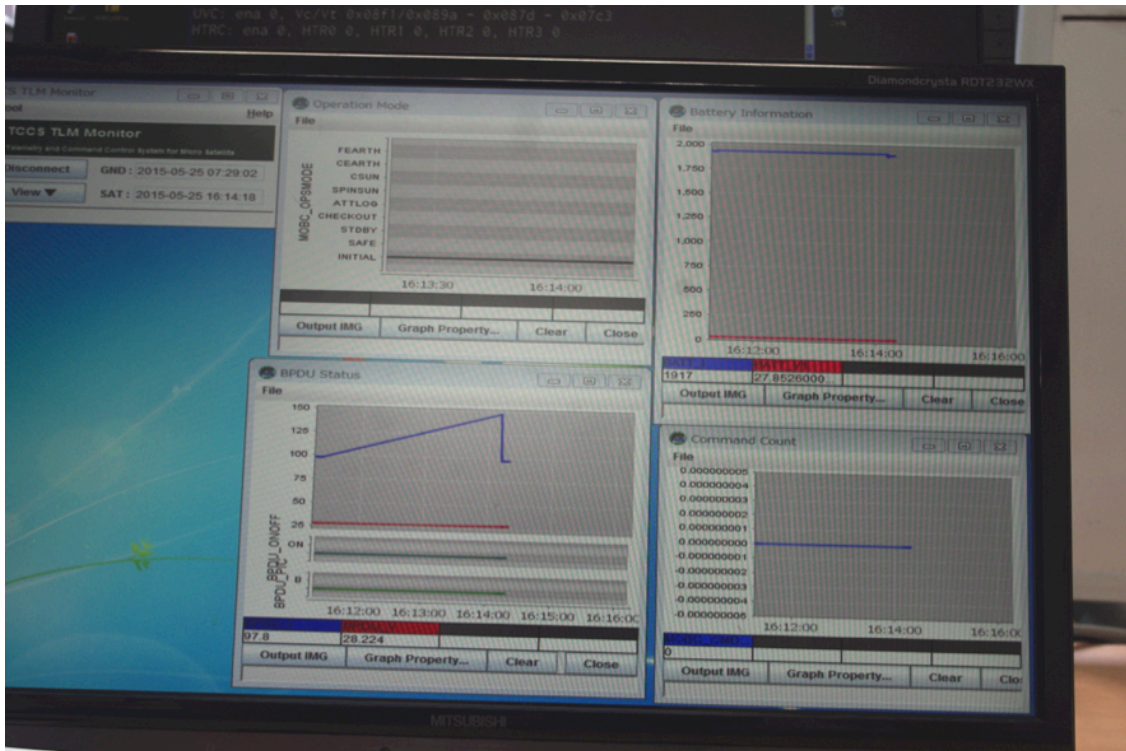 UVC: ena 0, Vc/Vt 0x08f1/0x089a - 0x087d - 0x07c3
HTRC: ena 0, HTR0 0, HTR1 0, HTR2 0, HTR3 0
Diamondcrysta RDT232WX
CS TLM Monitor
ool
Help
TCCS TLM Monitor
Telemetry and Command Control System for Micro Satellite
Disconnect
GND : 2015-05-25 07:29:02
View ▼
SAT : 2015-05-25 16:14:18
Operation Mode
File
MOBC_OPSMODE
FEARTH
CEARTH
CSUN
SPINSUN
ATTLOG
CHECKOUT
STDBY
SAFE
INITIAL
16:13:30 16:14:00
Output IMG Graph Property... Clear Close
Battery Information
File
2,000
1,750
1,500
1,250
1,000
750
500
250
0
16:12:00 16:14:00 16:16:00
1917 27.8526000...
Output IMG Graph Property... Clear Close
BPDU Status
File
150
125
100
75
50
25
BPDU_ONOFF
ON
BPDU_PIC
B
16:12:00 16:13:00 16:14:00 16:15:00 16:16:00
97.8 28.224
Output IMG Graph Property... Clear Close
Command Count
File
0.000000005
0.000000004
0.000000003
0.000000002
0.000000001
0.000000000
-0.000000001
-0.000000002
-0.000000003
-0.000000004
-0.000000005
16:12:00 16:14:00 16:16:00
0
Output IMG Graph Property... Clear Clo
MITSUBISHI